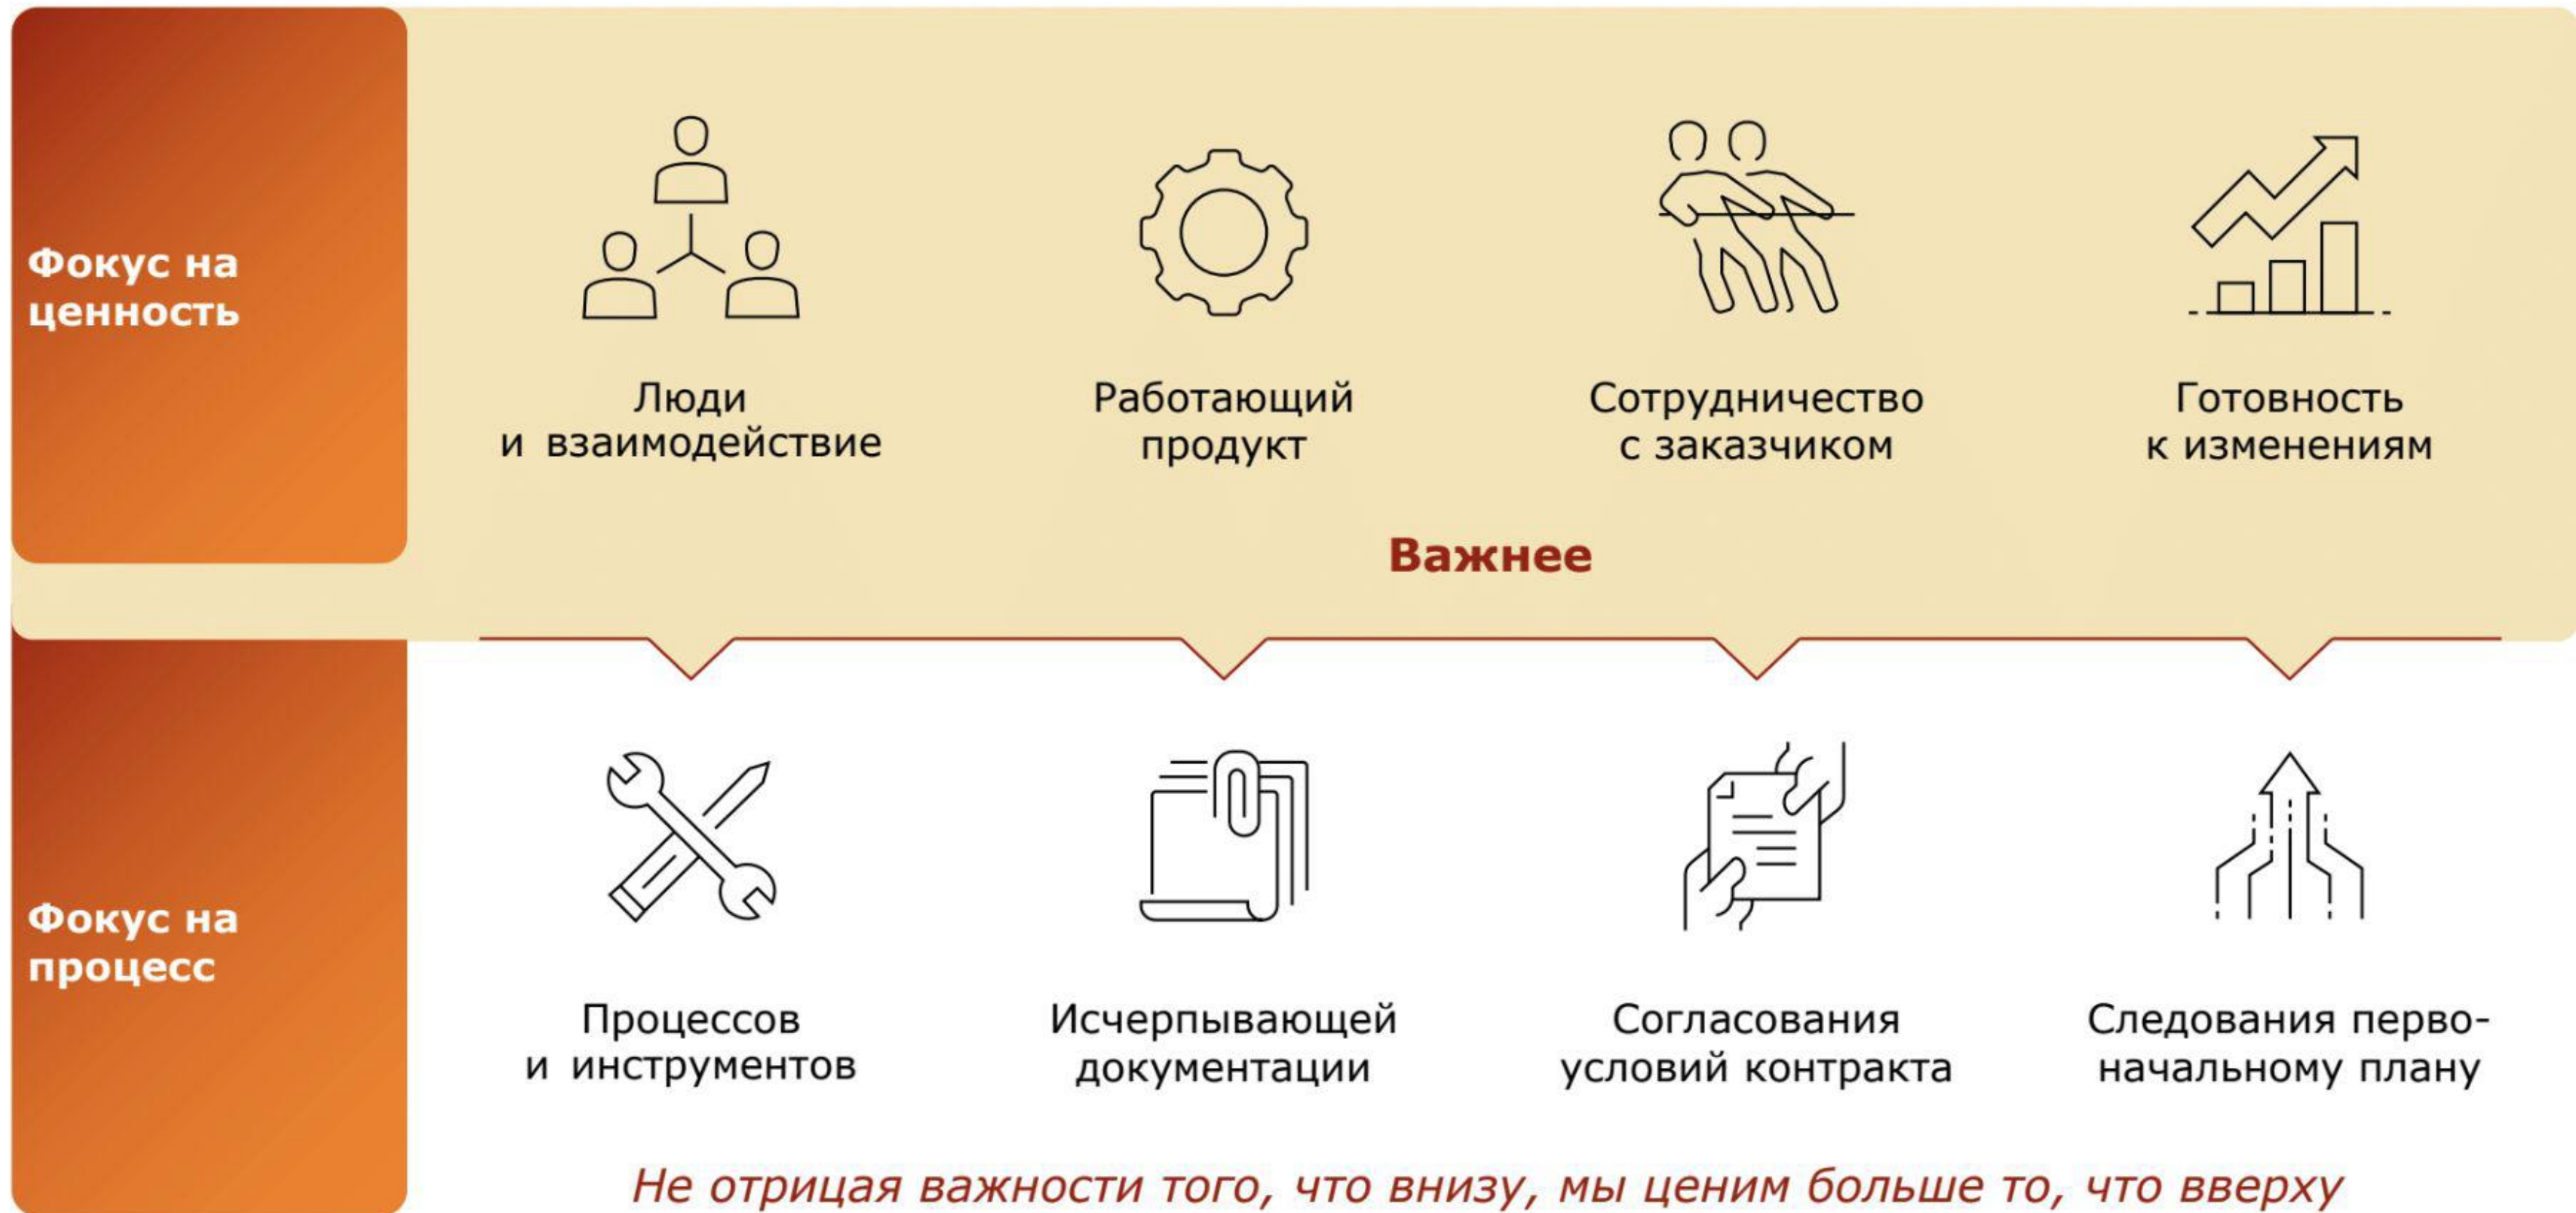 Фокус на
ценность
Люди
и взаимодействие
Работающий
продукт
Сотрудничество
с заказчиком
Готовность
к изменениям
Важнее
Фокус на
процесс
Процессов
и инструментов
Исчерпывающей
документации
Согласования
условий контракта
Следования перво-
начальному плану
Не отрицая важности того, что внизу, мы ценим больше то, что вверху